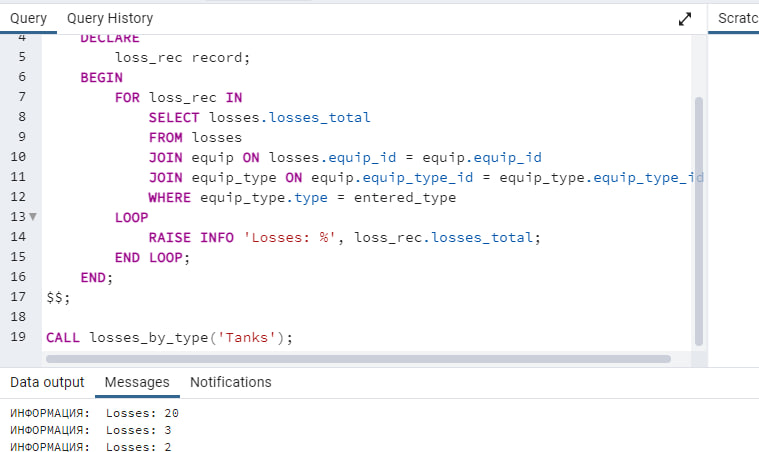 Query Query History Scratc
4 DECLARE
5 loss_rec record;
6 BEGIN
7 FOR loss_rec IN
8 SELECT losses.losses_total
9 FROM losses
10 JOIN equip ON losses.equip_id = equip.equip_id
11 JOIN equip_type ON equip.equip_type_id = equip_type.equip_type_id
12 WHERE equip_type.type = entered_type
13 LOOP
14 RAISE INFO 'Losses: %', loss_rec.losses_total;
15 END LOOP;
16 END;
17 $$;
18
19 CALL losses_by_type('Tanks');
Data output Messages Notifications
ИНФОРМАЦИЯ: Losses: 20
ИНФОРМАЦИЯ: Losses: 3
ИНФОРМАЦИЯ: Losses: 2